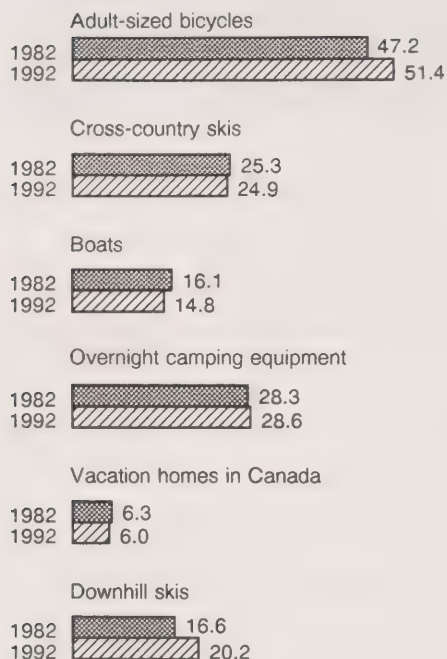 Adult-sized bicycles
1982 47.2
1992 51.4
Cross-country skis
1982 25.3
1992 24.9
Boats
1982 16.1
1992 14.8
Overnight camping equipment
1982 28.3
1992 28.6
Vacation homes in Canada
1982 6.3
1992 6.0
Downhill skis
1982 16.6
1992 20.2